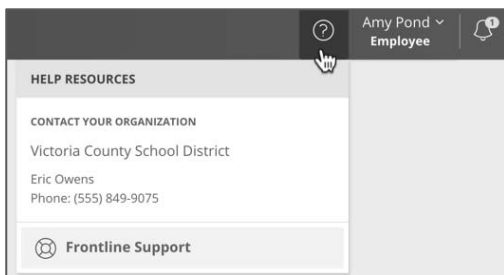 Amy Pond
Employee
1
HELP RESOURCES
CONTACT YOUR ORGANIZATION
Victoria County School District
Eric Owens
Phone: (555) 849-9075
Frontline Support